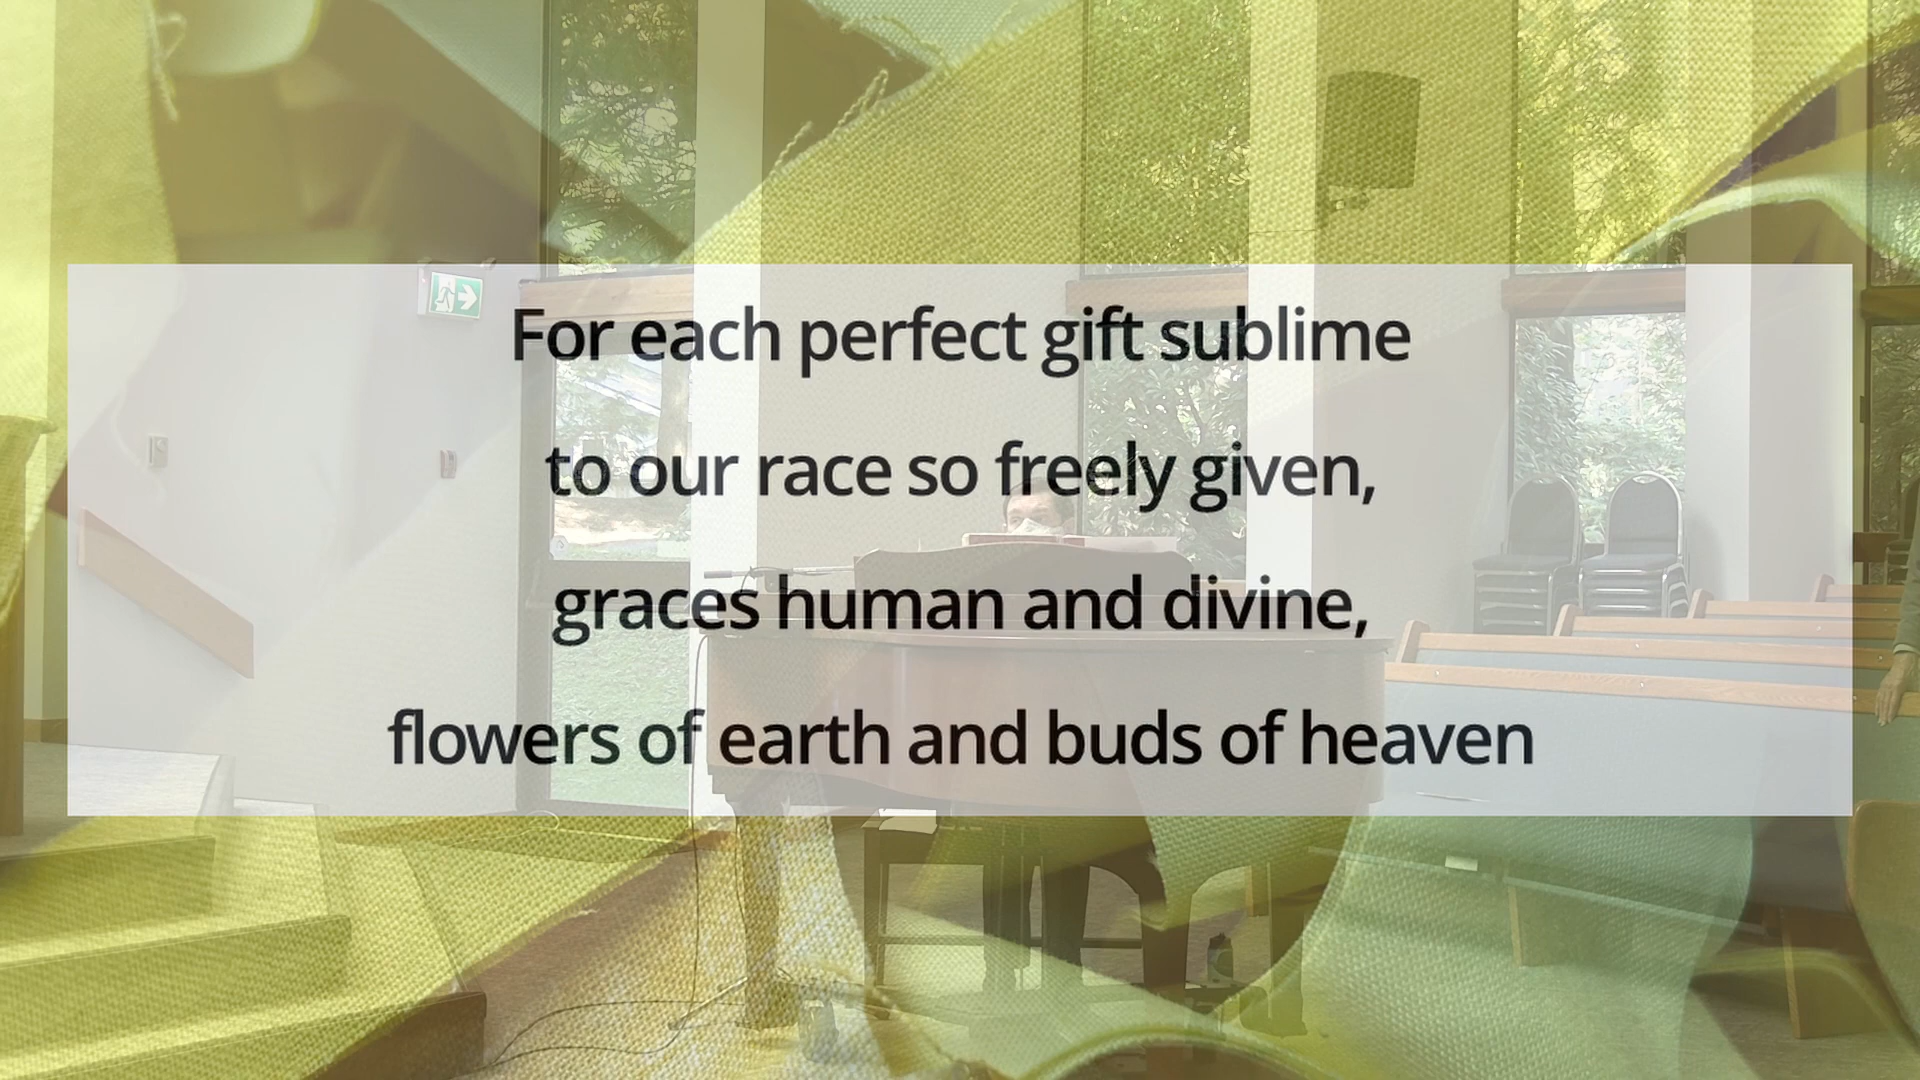 For each perfect gift sublime
to our race so freely given,
graces human and divine,
flowers of earth and buds of heaven